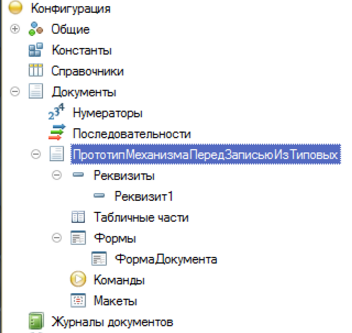 Конфигурация
Общие
Константы
Справочники
Документы
Нумераторы
Последовательности
ПрототипМеханизмаПередЗаписьюИзТиповых
Реквизиты
Реквизит1
Табличные части
Формы
ФормаДокумента
Команды
Макеты
Журналы документов